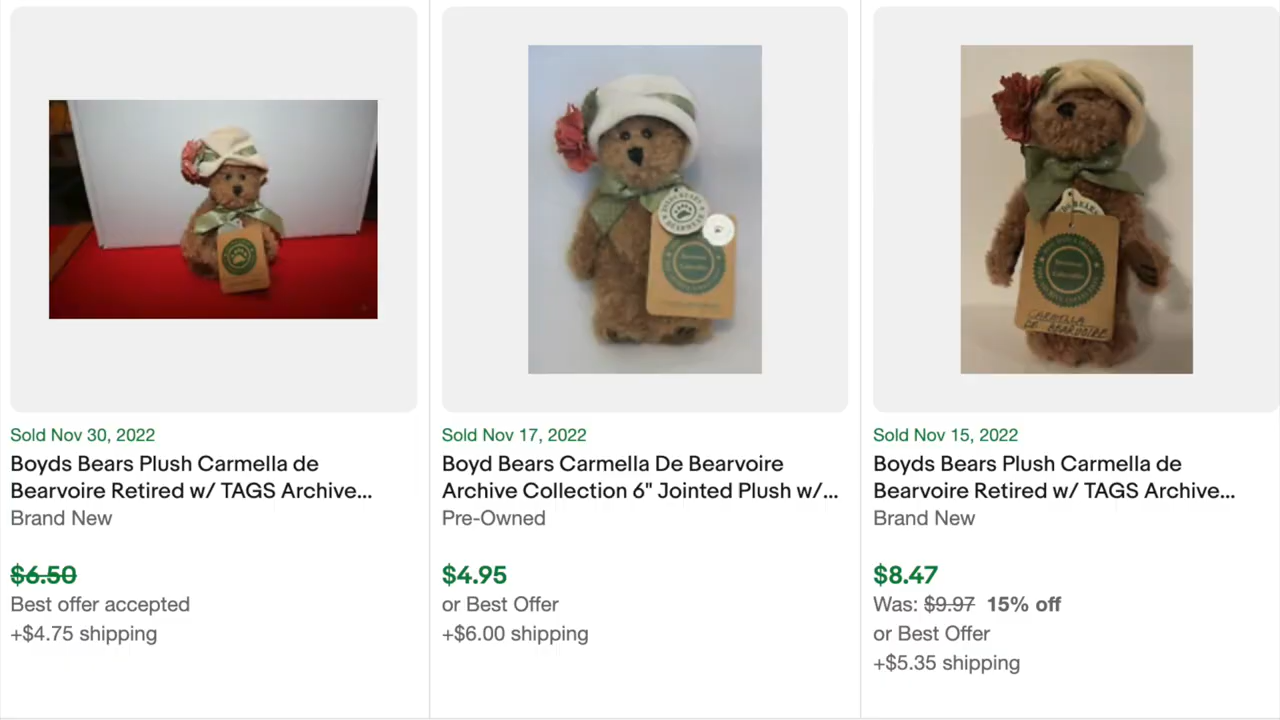 Sold Nov 30, 2022
Boyds Bears Plush Carmella de
Bearvoire Retired w/ TAGS Archive...
Brand New
$6.50
Best offer accepted
+$4.75 shipping
Sold Nov 17, 2022
Boyd Bears Carmella De Bearvoire
Archive Collection 6" Jointed Plush w/...
Pre-Owned
$4.95
or Best Offer
+$6.00 shipping
CARMELLA
DE BEARVOIRE
Sold Nov 15, 2022
Boyds Bears Plush Carmella de
Bearvoire Retired w/ TAGS Archive...
Brand New
$8.47
Was: $9.97 15% off
or Best Offer
+$5.35 shipping